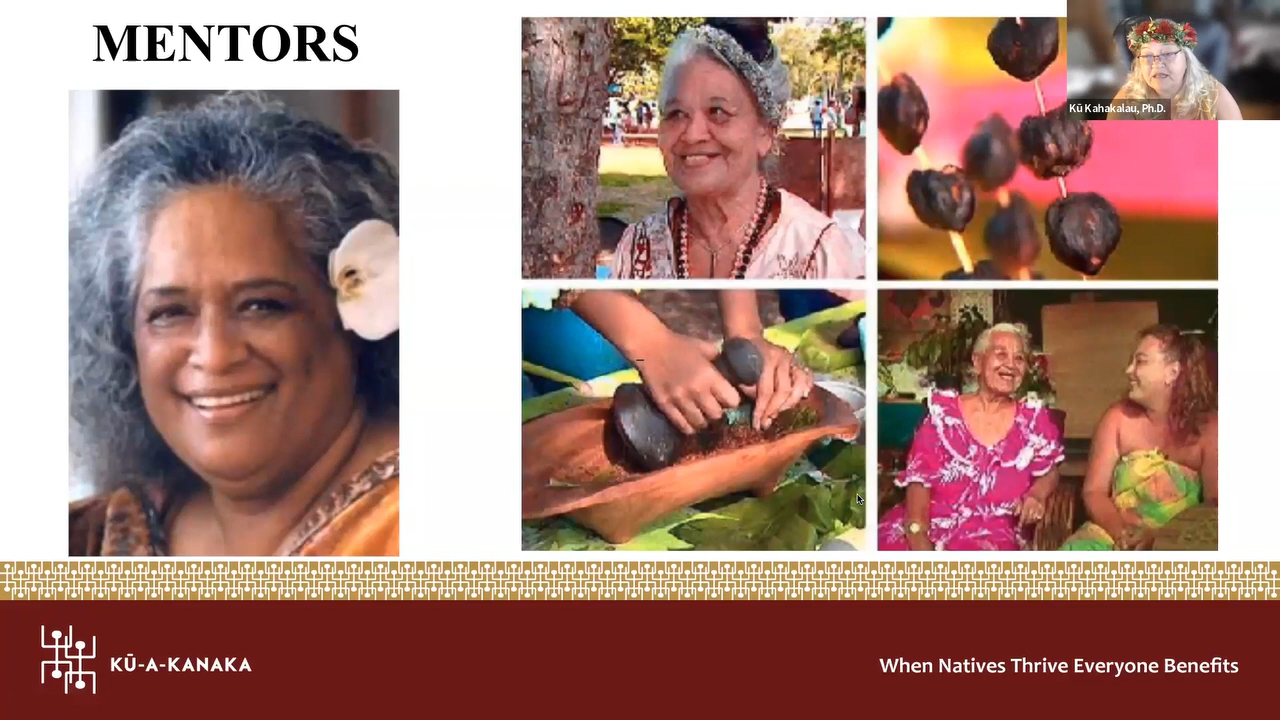 MENTORS
Kū Kahakalau, Ph.D.
KŪ-A-KANAKA
When Natives Thrive Everyone Benefits